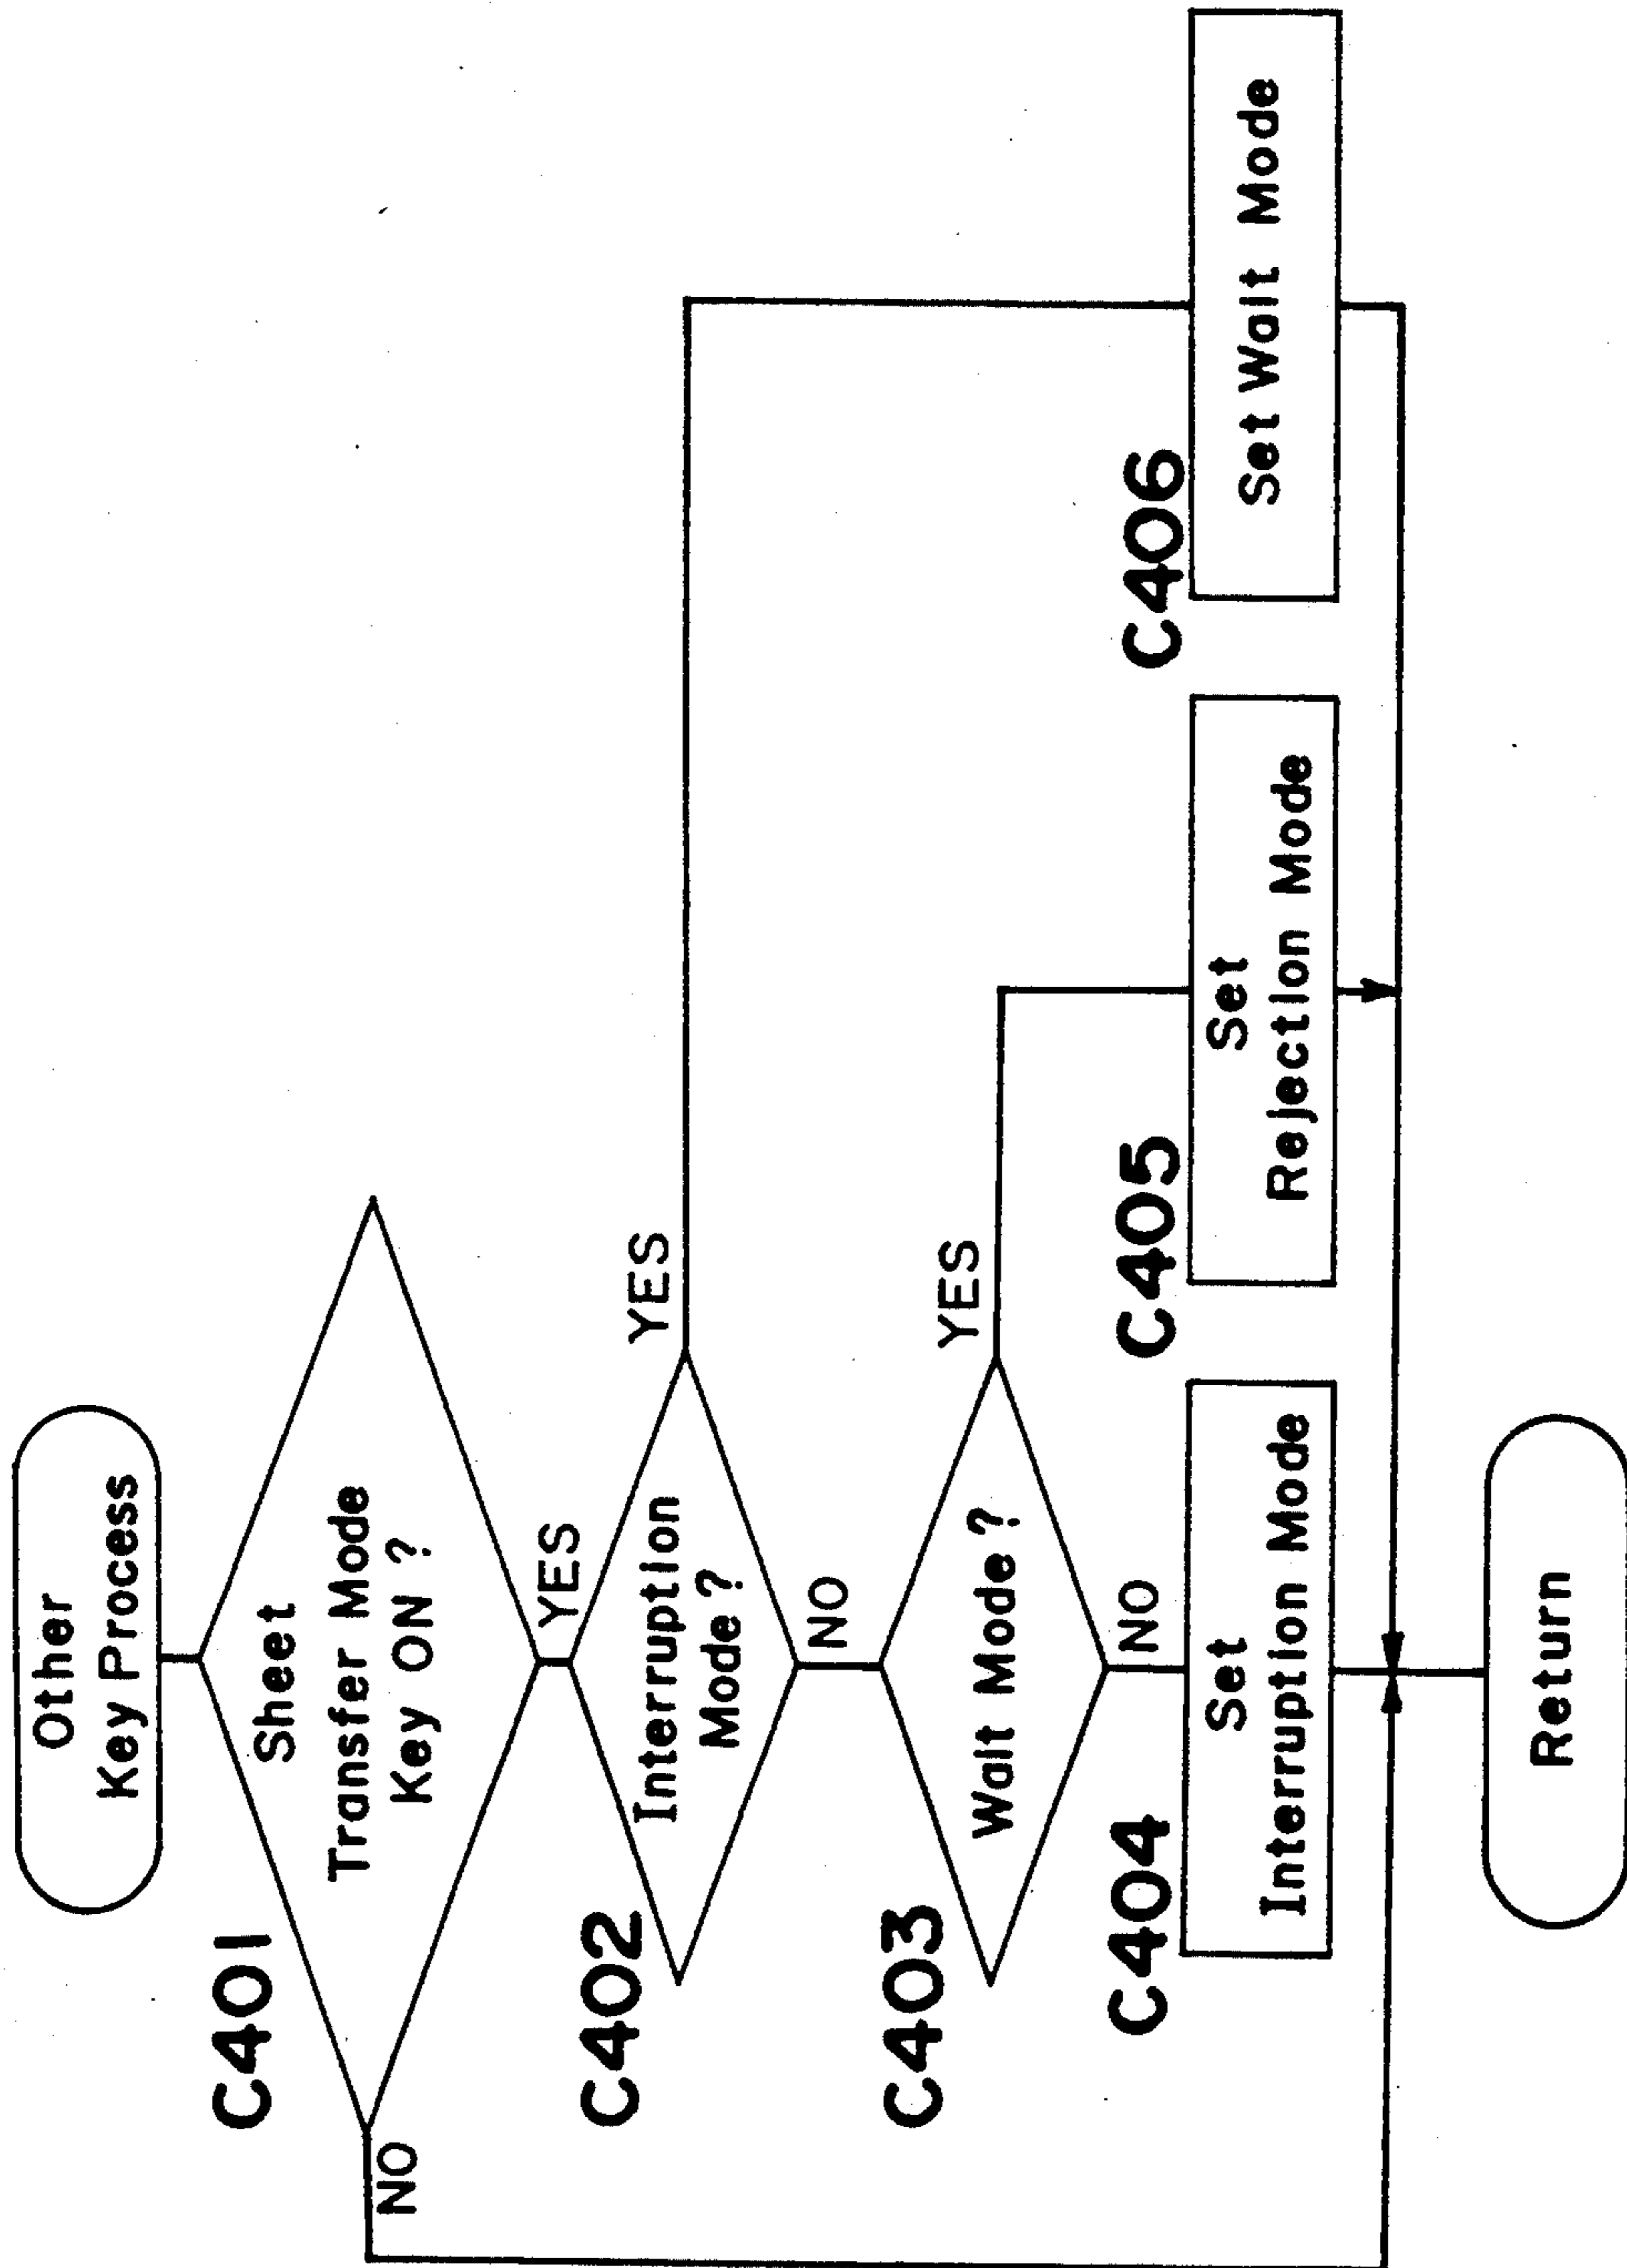 Other
Key Process
C401
Sheet
Transfer Mode
Key ON ?
NO
YES
C402
Interruption
Mode ?
YES
NO
C403
Wait Mode ?
YES
NO
C404
Set
Interruption Mode
C405
Set
Rejection Mode
C406
Set Wait Mode
Return